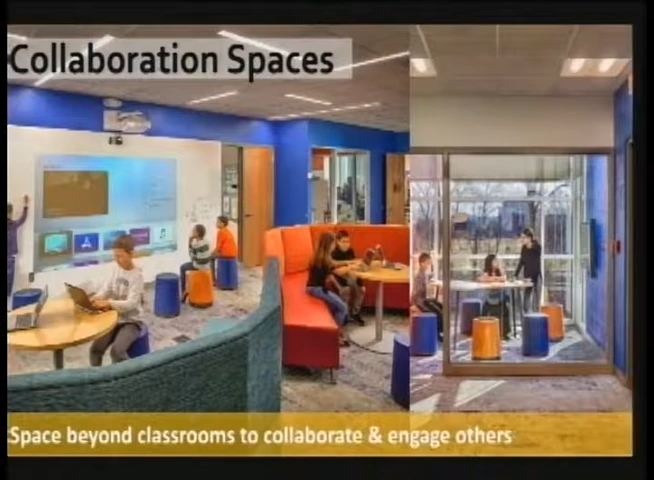 Collaboration Spaces
Space beyond classrooms to collaborate & engage others